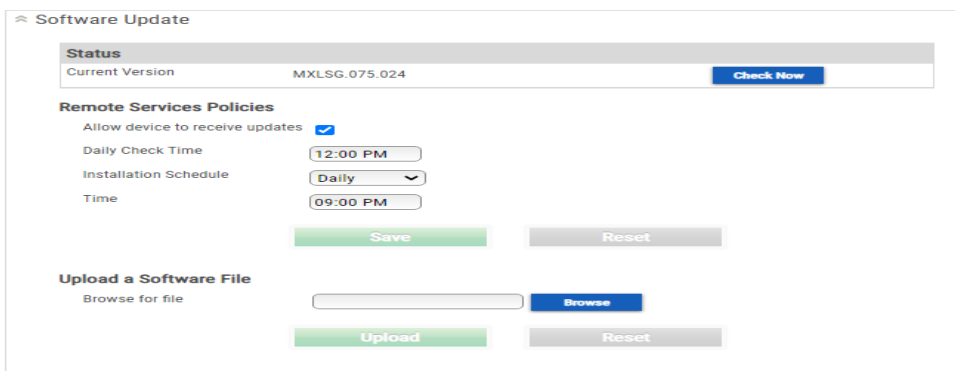 Software Update
Status
Current Version MXLSG.075.024 Check Now
Remote Services Policies
Allow device to receive updates
Daily Check Time 12:00 PM
Installation Schedule Daily
Time 09:00 PM
Save Reset
Upload a Software File
Browse for file Browse
Upload Reset